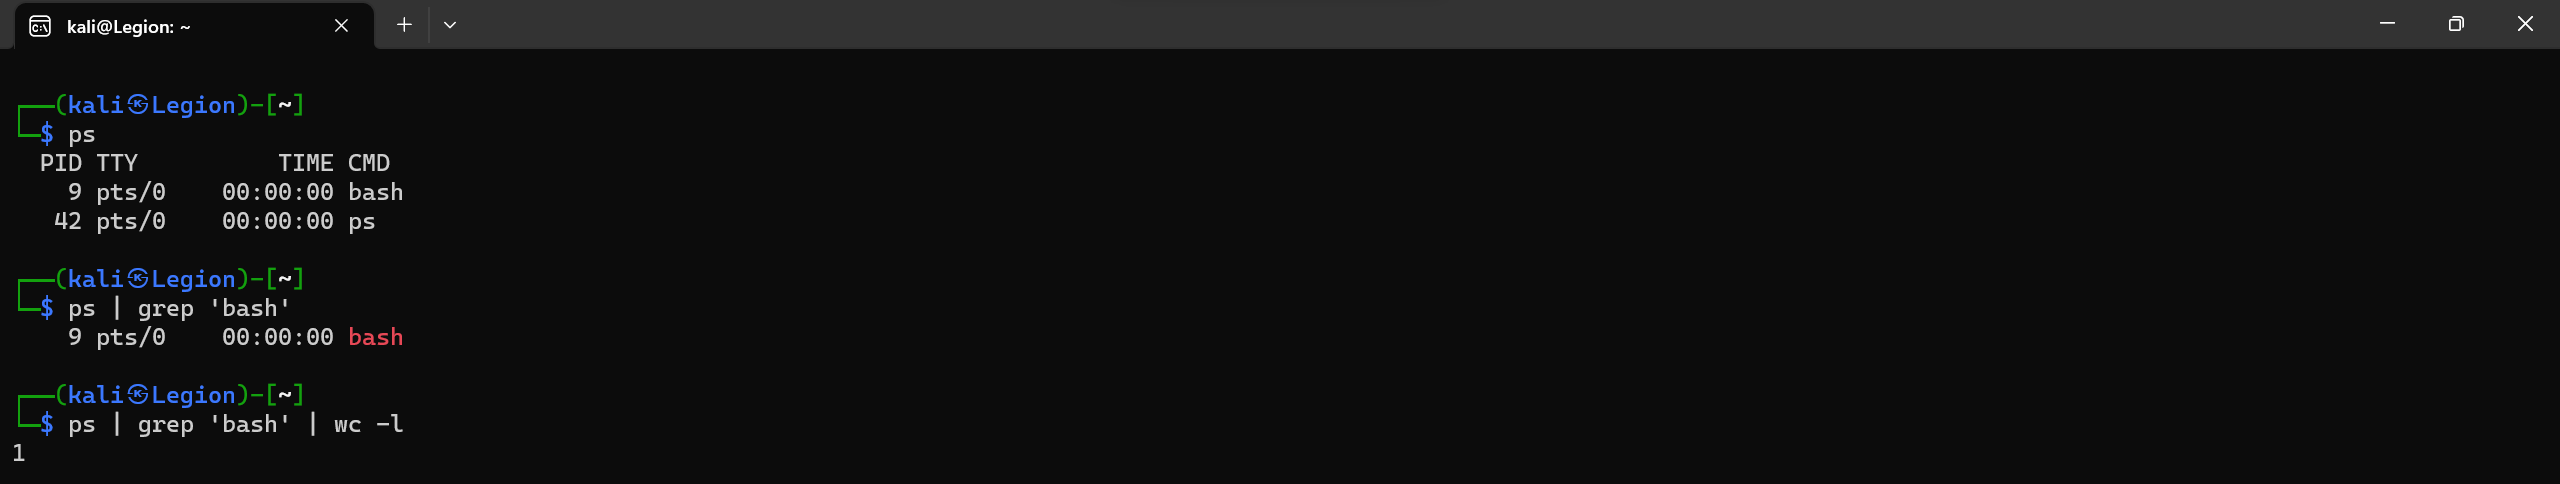 kali@Legion: ~
┌──(kali㉿Legion)-[~]
└─$ ps
  PID TTY          TIME CMD
    9 pts/0    00:00:00 bash
   42 pts/0    00:00:00 ps
┌──(kali㉿Legion)-[~]
└─$ ps | grep 'bash'
    9 pts/0    00:00:00 bash
┌──(kali㉿Legion)-[~]
└─$ ps | grep 'bash' | wc -l
1